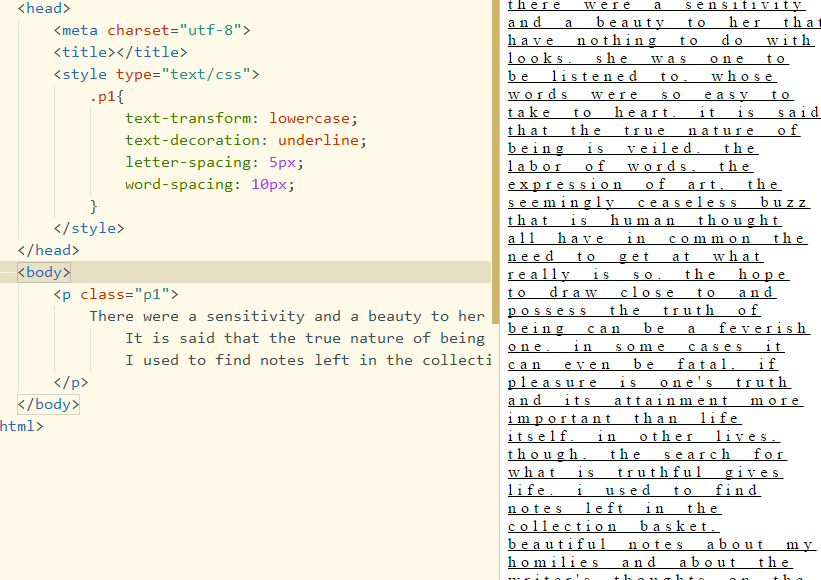 <head>
<meta charset="utf-8">
<title></title>
<style type="text/css">
.p1{
text-transform: lowercase;
text-decoration: underline;
letter-spacing: 5px;
word-spacing: 10px;
}
</style>
</head>
<body>
<p class="p1">
There were a sensitivity and a beauty to her
It is said that the true nature of being
I used to find notes left in the collecti
</p>
</body>
html>
there were a sensitivity
and a beauty to her that
have nothing to do with
looks. she was one to
be listened to, whose
words were so easy to
take to heart. it is said
that the true nature of
being is veiled. the
labor of words, the
expression of art, the
seemingly ceaseless buzz
that is human thought
all have in common the
need to get at what
really is so. the hope
to draw close to and
possess the truth of
being can be a feverish
one. in some cases it
can even be fatal, if
pleasure is one's truth
and its attainment more
important than life
itself. in other lives,
though, the search for
what is truthful gives
life. i used to find
notes left in the
collection basket,
beautiful notes about my
homilies and about the
writer's thoughts on the